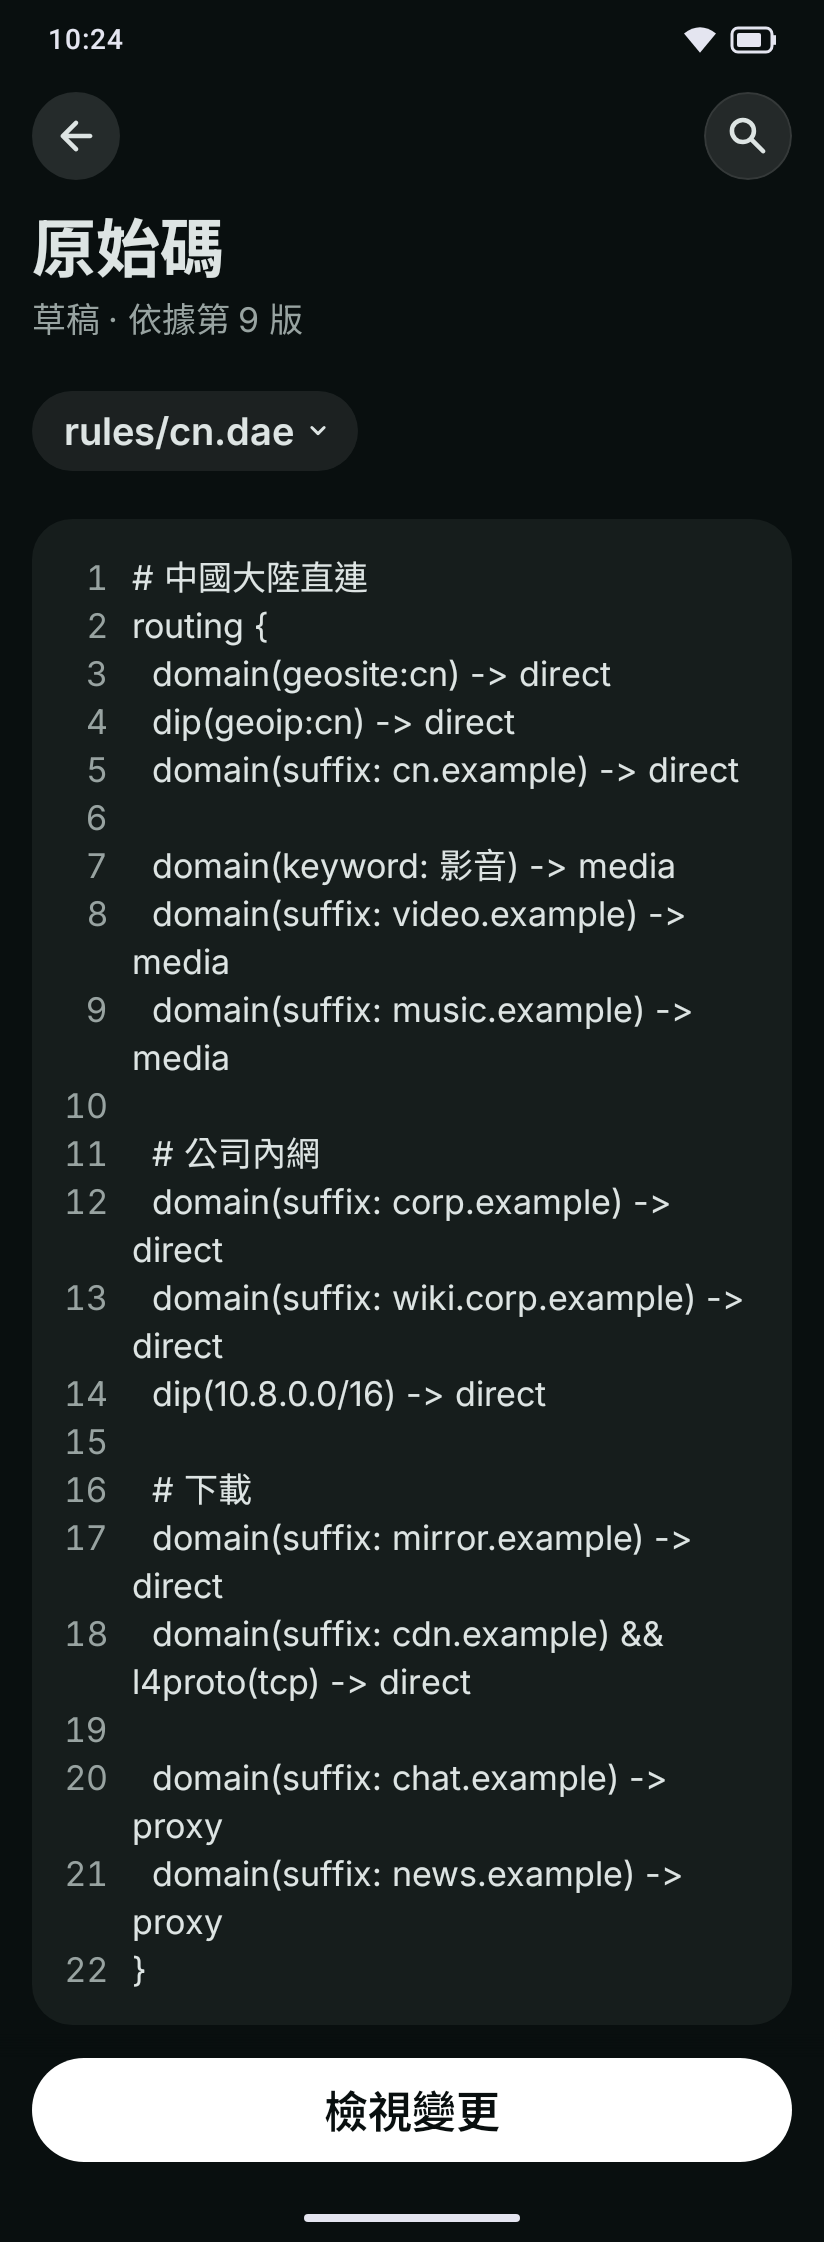 10:24
原始碼
草稿 · 依據第 9 版
rules/cn.dae
1 # 中國大陸直連
2 routing {
3   domain(geosite:cn) -> direct
4   dip(geoip:cn) -> direct
5   domain(suffix: cn.example) -> direct
6
7   domain(keyword: 影音) -> media
8   domain(suffix: video.example) ->
media
9   domain(suffix: music.example) ->
media
10
11   # 公司內網
12   domain(suffix: corp.example) ->
direct
13   domain(suffix: wiki.corp.example) ->
direct
14   dip(10.8.0.0/16) -> direct
15
16   # 下載
17   domain(suffix: mirror.example) ->
direct
18   domain(suffix: cdn.example) &&
l4proto(tcp) -> direct
19
20   domain(suffix: chat.example) ->
proxy
21   domain(suffix: news.example) ->
proxy
22 }
檢視變更